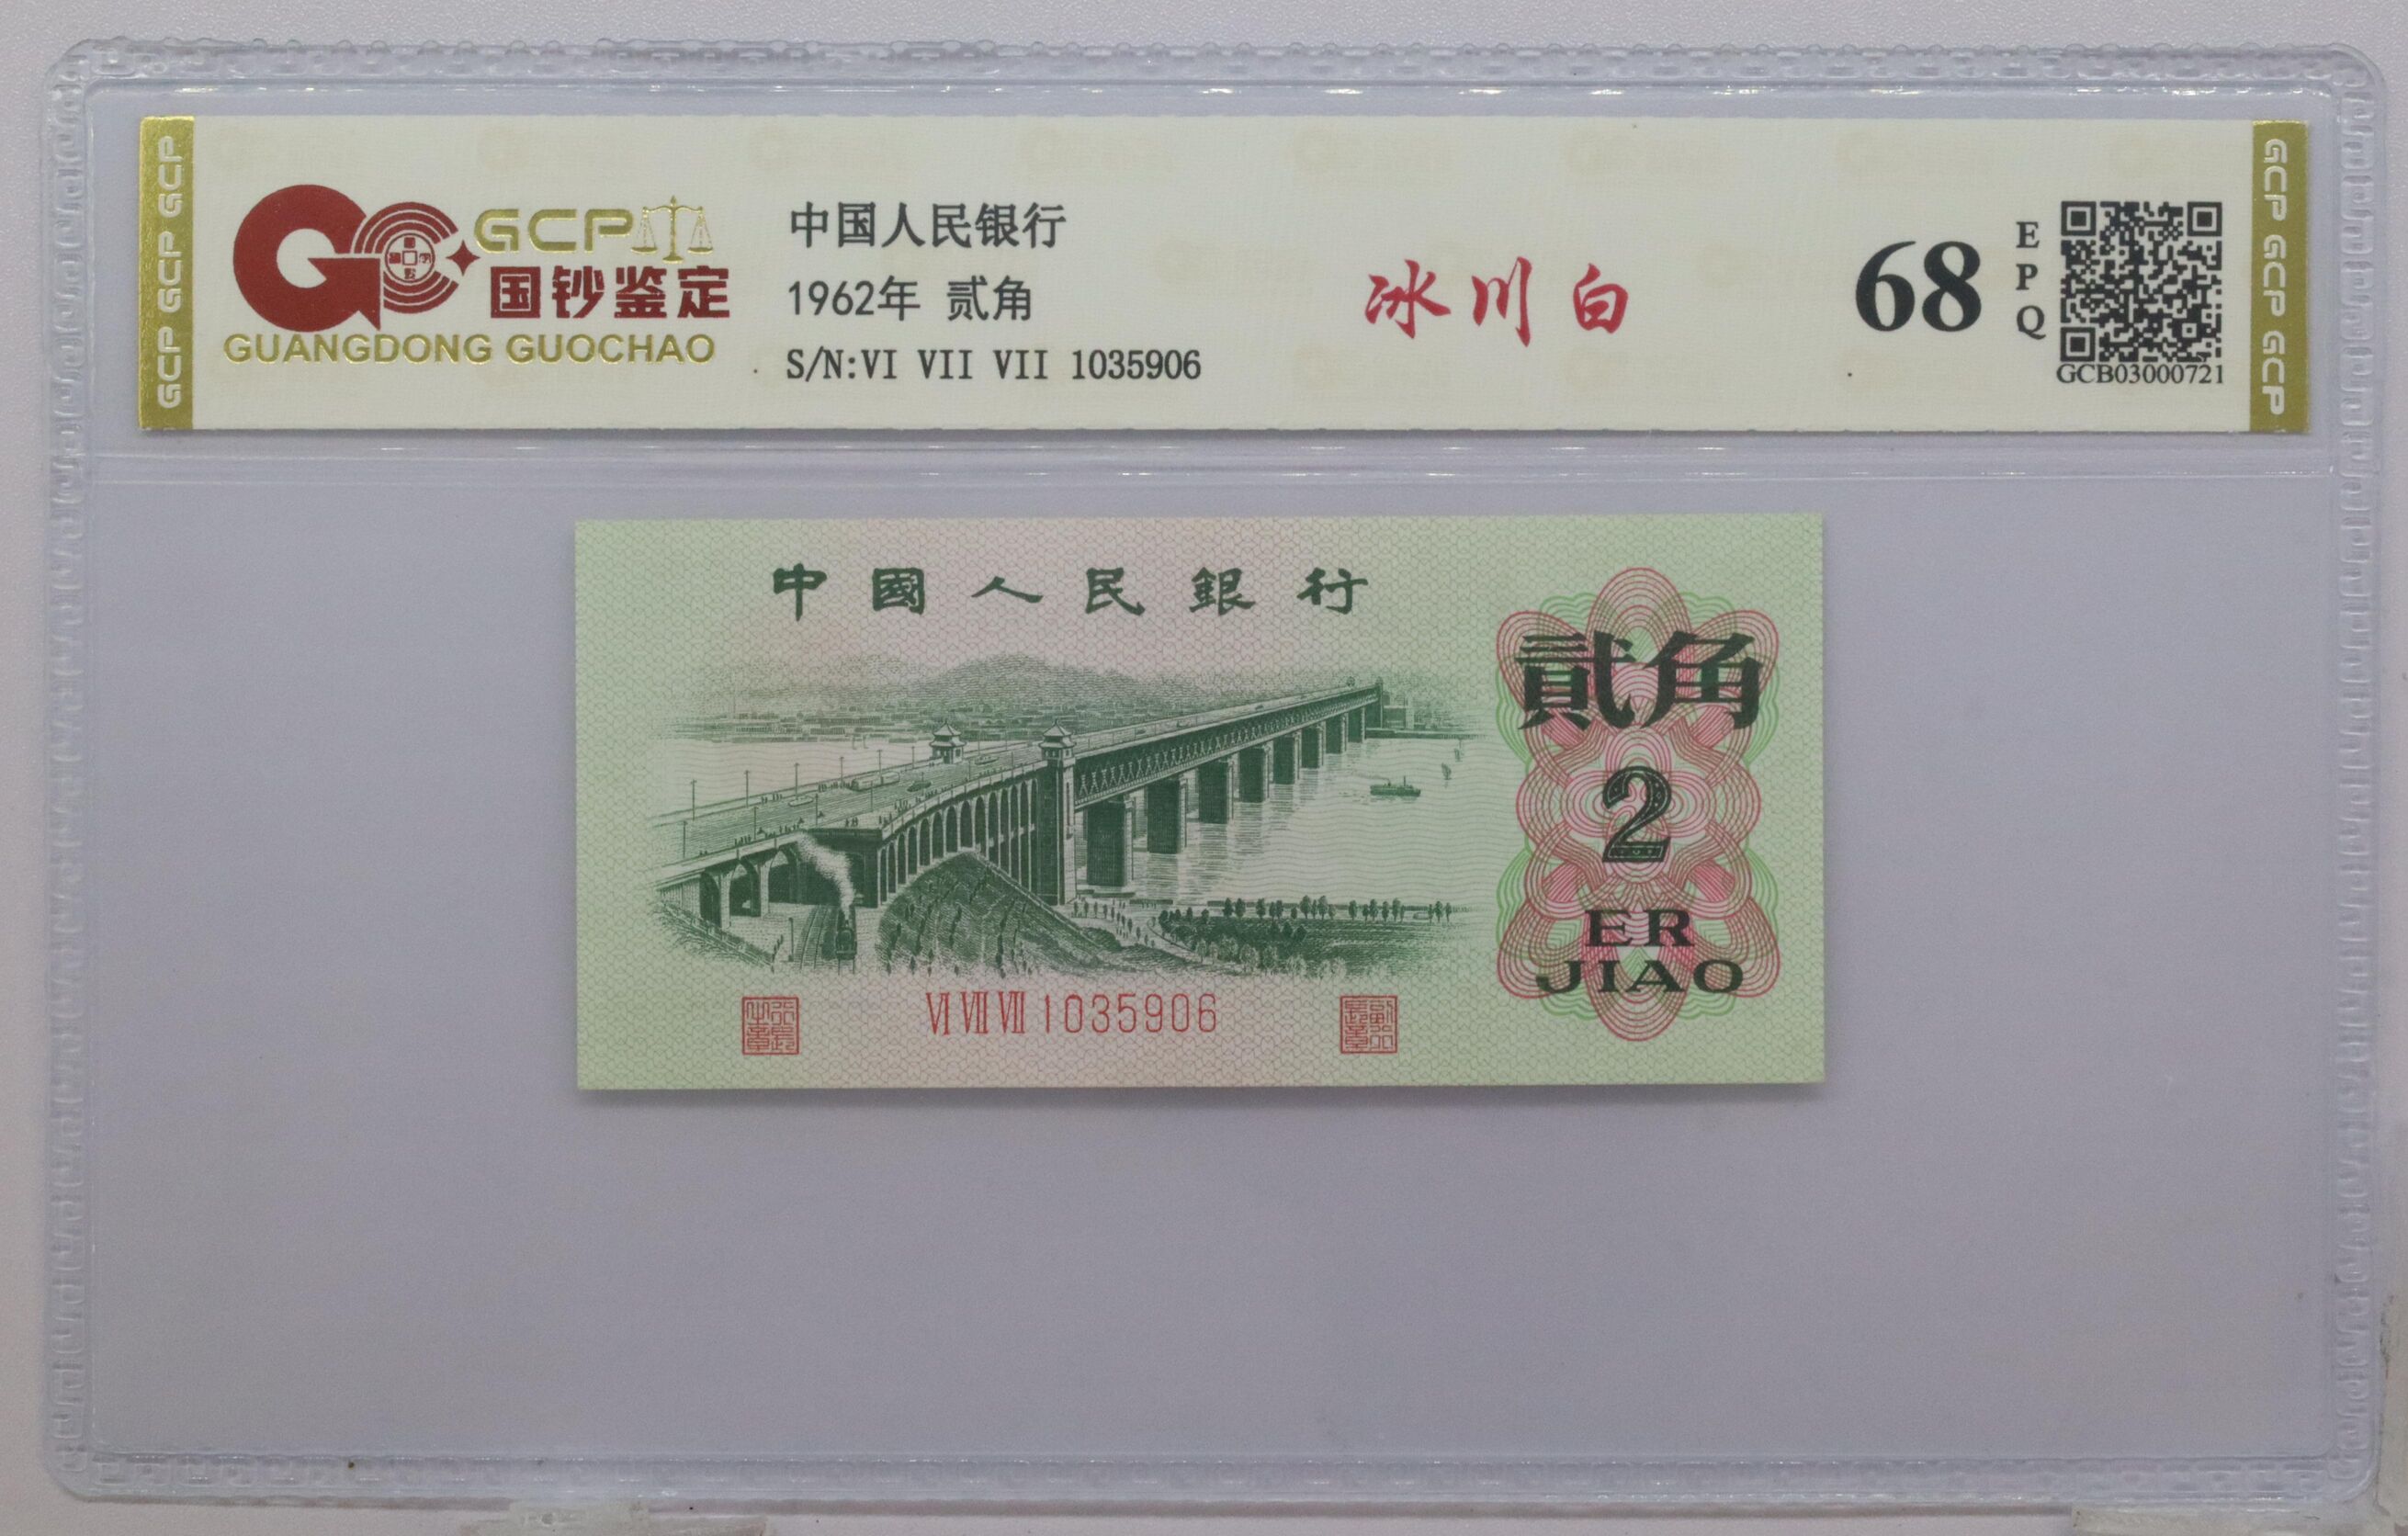 GCP GCP GCP
GCP
国钞鉴定
GUANGDONG GUOCHAO
中国人民银行
1962年 贰角
S/N:VI VII VII 1035906
冰川白
68
EPQ
GCB03000721
GCP GCP GCP
中國人民銀行
貳角
2
ER
JIAO
VI VII VII 1035906